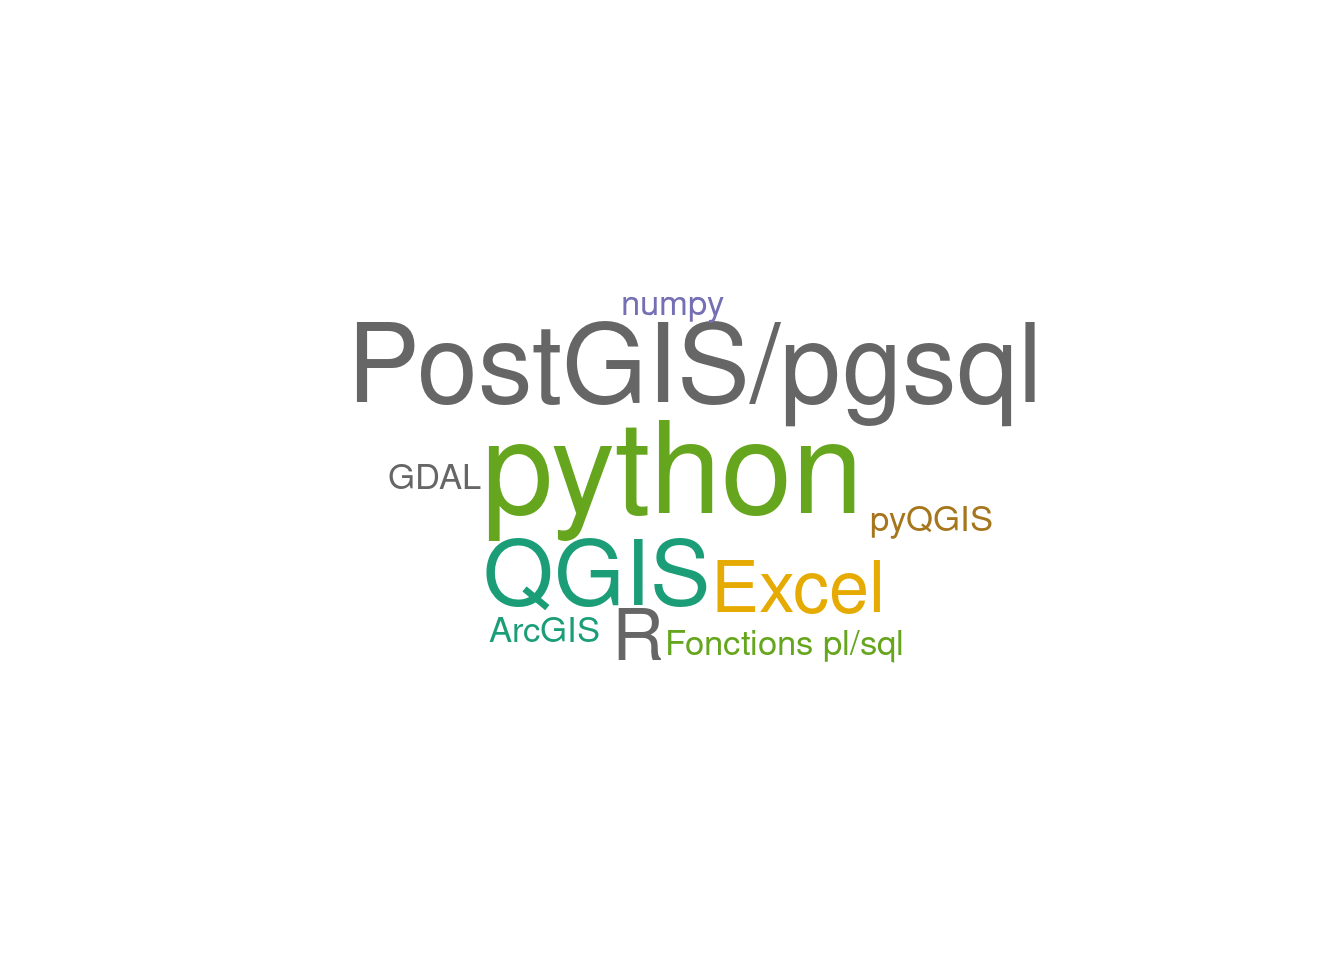 numpy
PostGIS/pgsql
python
GDAL
pyQGIS
QGIS
Excel
ArcGIS
R
Fonctions pl/sql